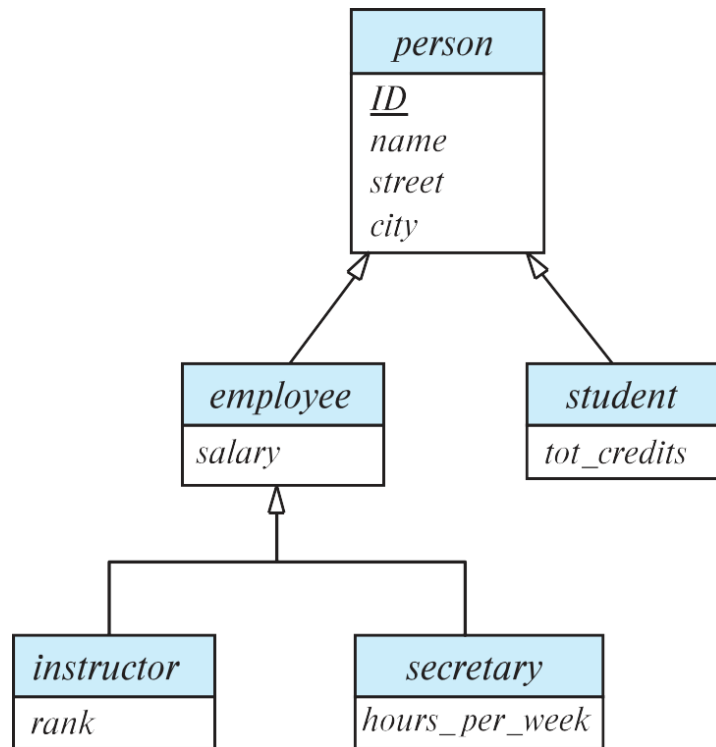 person
ID
name
street
city
employee
salary
student
tot_credits
instructor
rank
secretary
hours_per_week